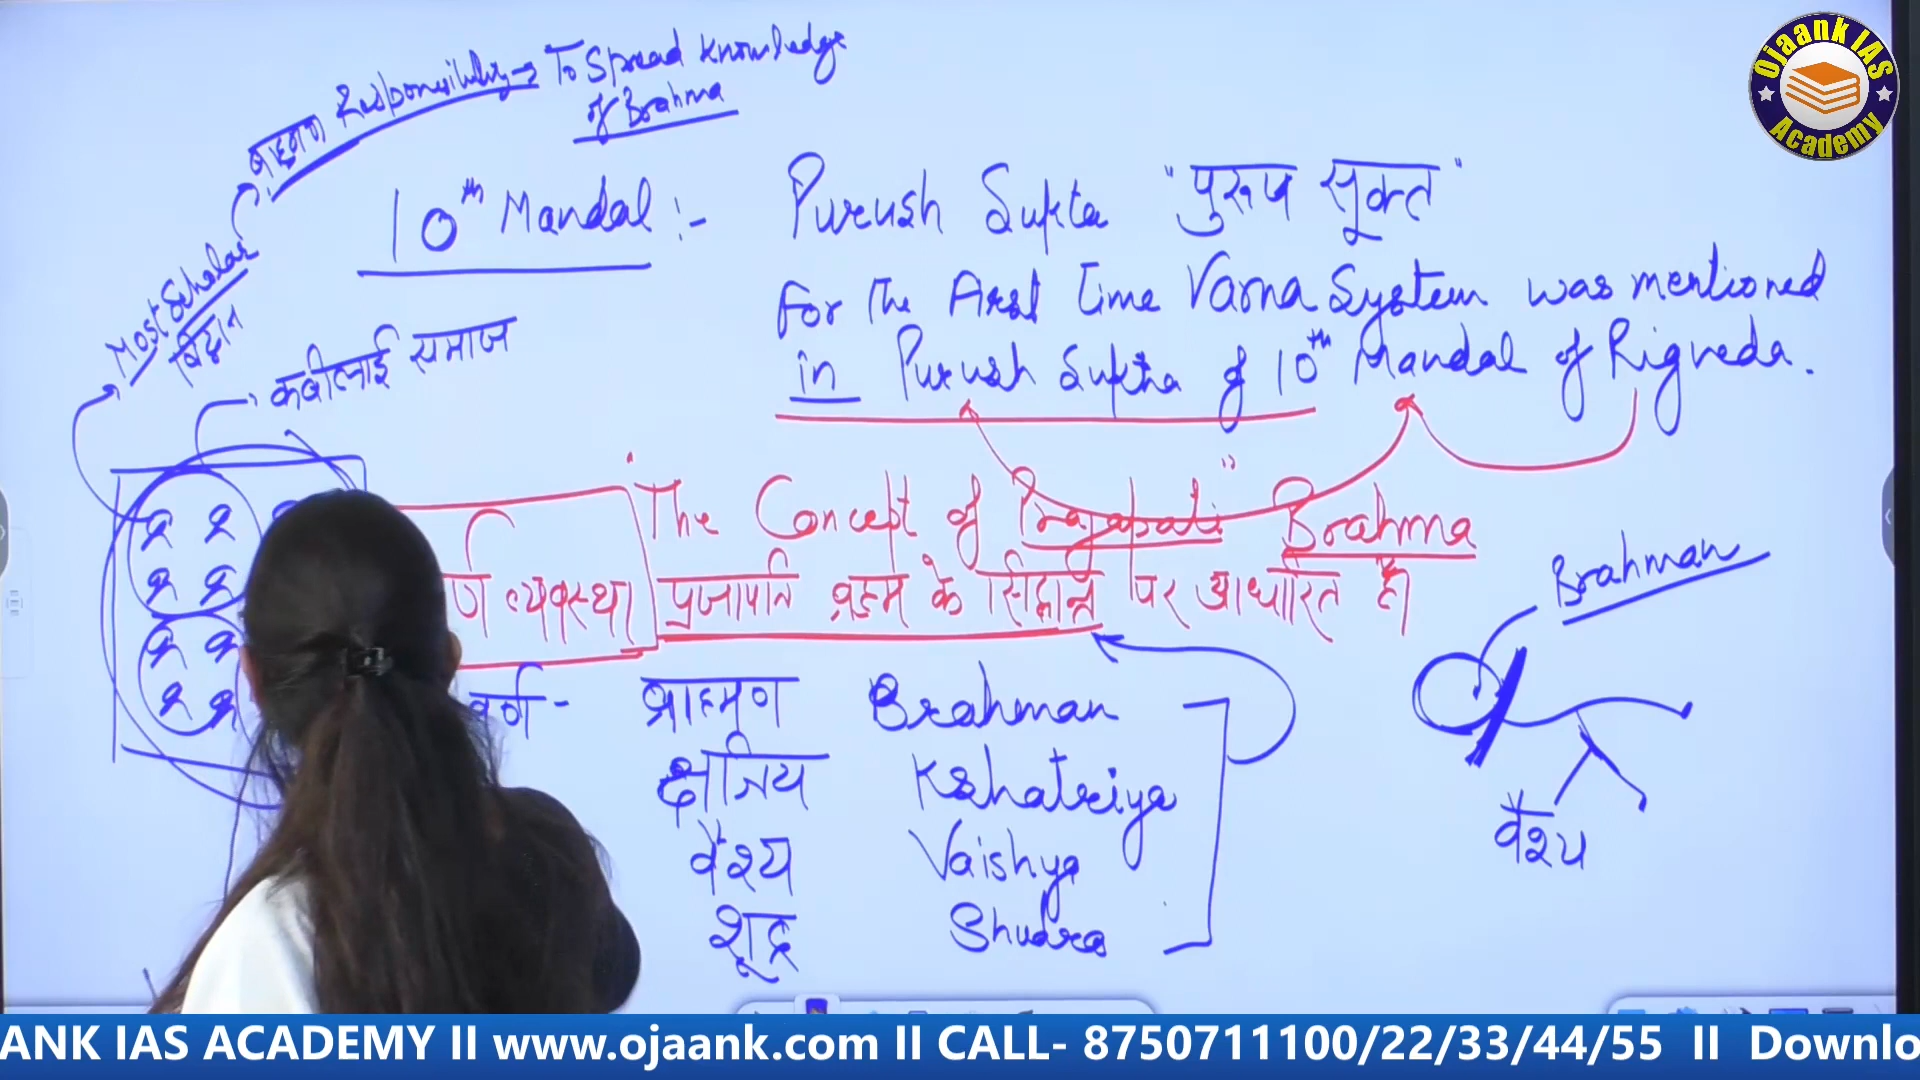 ब्राह्मण Responsibility → To Spread Knowledge
of Brahma
Most Scholar
विद्वान
कबीलाई समाज
10th Mandal :- Purush Sukta "पुरूष सूक्त"
For The First Time Varna System was mentioned
in Purush Suktha of 10th Mandal of Rigveda.
"The Concept of Prajapati" Brahma
र्ण व्यवस्था प्रजापति ब्रह्म के सिद्धान्त पर आधारित है।
वर्ण - ब्राह्मण Brahman
क्षत्रिय Kshatriya
वैश्य Vaishya
शूद्र Shudra
Brahman
वैश्य
Ojaank IAS
Academy
ANK IAS ACADEMY II www.ojaank.com II CALL- 8750711100/22/33/44/55 II Downlo